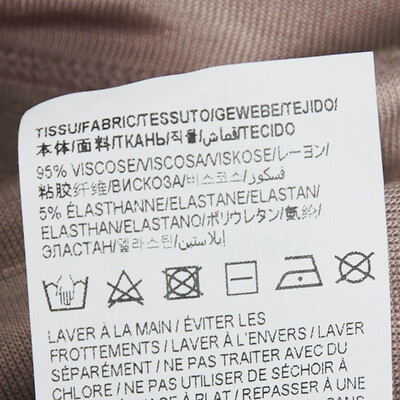 TISSU/FABRIC/TESSUTO/GEWEBE/TEJIDO/
本体/面料/ТКАНЬ/직물/قماش/TECIDO
95% VISCOSE/VISCOSA/VISKOSE/レーヨン/
粘胶纤维/ВИСКОЗА/비스코스/فسكوز/
5% ÉLASTHANNE/ELASTANE/ELASTAN/
ELASTHAN/ELASTANO/ポリウレタン/氨纶/
ЭЛАСТАН/엘라스틴/إيلاستين/
LAVER À LA MAIN / ÉVITER LES
FROTTEMENTS / LAVER À L'ENVERS / LAVER
SÉPARÉMENT / NE PAS TRAITER AVEC DU
CHLORE / NE PAS UTILISER DE SÉCHOIR À
À PLAT / REPASSER À UNE